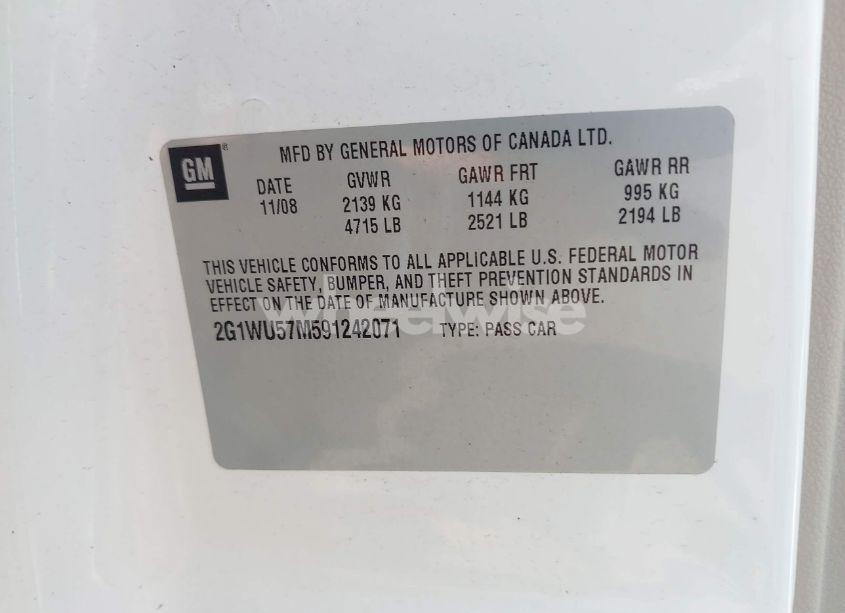 GM
MFD BY GENERAL MOTORS OF CANADA LTD.
DATE GVWR GAWR FRT GAWR RR
11/08 2139 KG 1144 KG 995 KG
4715 LB 2521 LB 2194 LB
THIS VEHICLE CONFORMS TO ALL APPLICABLE U.S. FEDERAL MOTOR
VEHICLE SAFETY, BUMPER, AND THEFT PREVENTION STANDARDS IN
EFFECT ON THE DATE OF MANUFACTURE SHOWN ABOVE.
wheelwise
2G1WU57M591242071 TYPE: PASS CAR